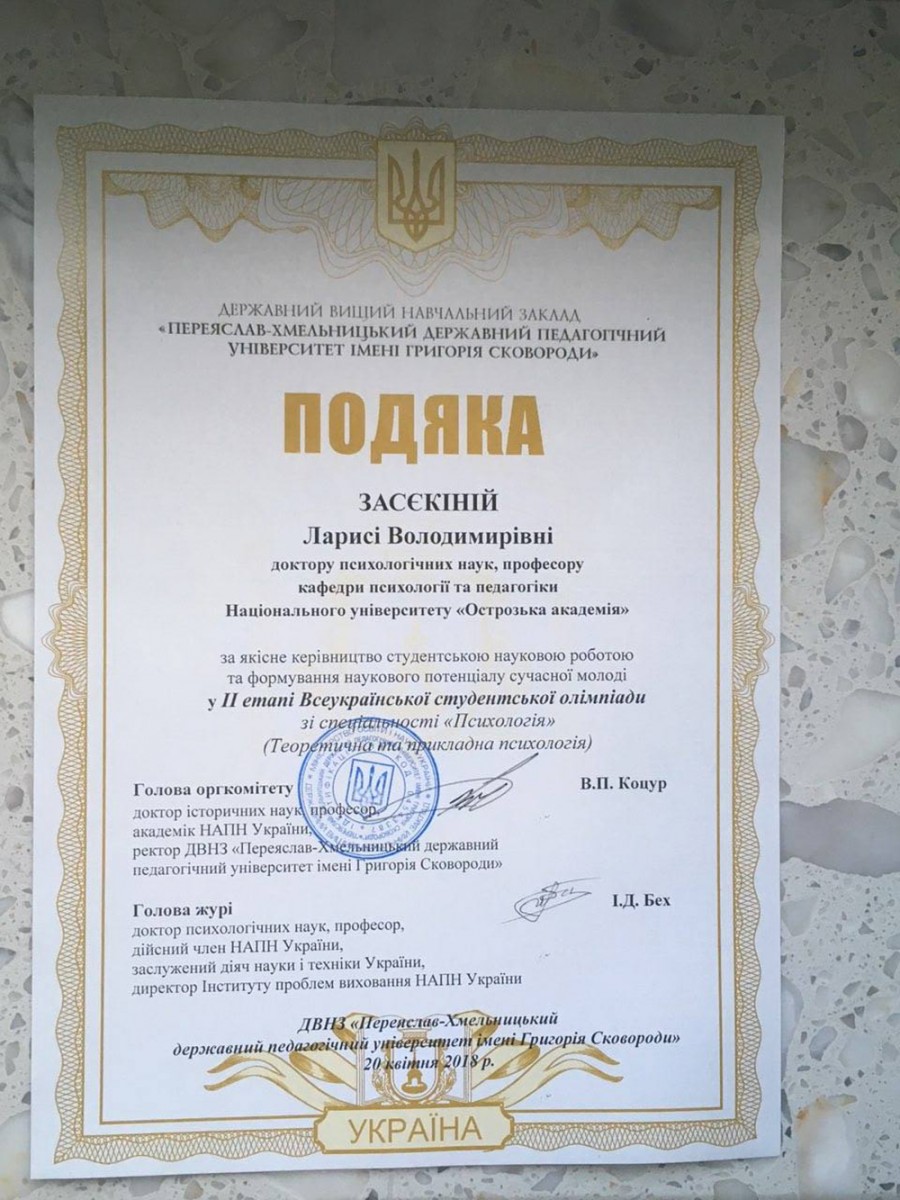 ДЕРЖАВНИЙ ВИЩИЙ НАВЧАЛЬНИЙ ЗАКЛАД
«ПЕРЕЯСЛАВ-ХМЕЛЬНИЦЬКИЙ ДЕРЖАВНИЙ ПЕДАГОГІЧНИЙ
УНІВЕРСИТЕТ ІМЕНІ ГРИГОРІЯ СКОВОРОДИ»
ПОДЯКА
ЗАСЄКІНІЙ
Ларисі Володимирівні
доктору психологічних наук, професору
кафедри психології та педагогіки
Національного університету «Острозька академія»
за якісне керівництво студентською науковою роботою
та формування наукового потенціалу сучасної молоді
у ІІ етапі Всеукраїнської студентської олімпіади
зі спеціальності «Психологія»
(Теоретична та прикладна психологія)
Голова оргкомітету В.П. Коцур
доктор історичних наук, професор,
академік НАПН України,
ректор ДВНЗ «Переяслав-Хмельницький державний
педагогічний університет імені Григорія Сковороди»
Голова журі І.Д. Бех
доктор психологічних наук, професор,
дійсний член НАПН України,
заслужений діяч науки і техніки України,
директор Інституту проблем виховання НАПН України
ДВНЗ «Переяслав-Хмельницький
державний педагогічний університет імені Григорія Сковороди»
20 квітня 2018 р.
УКРАЇНА